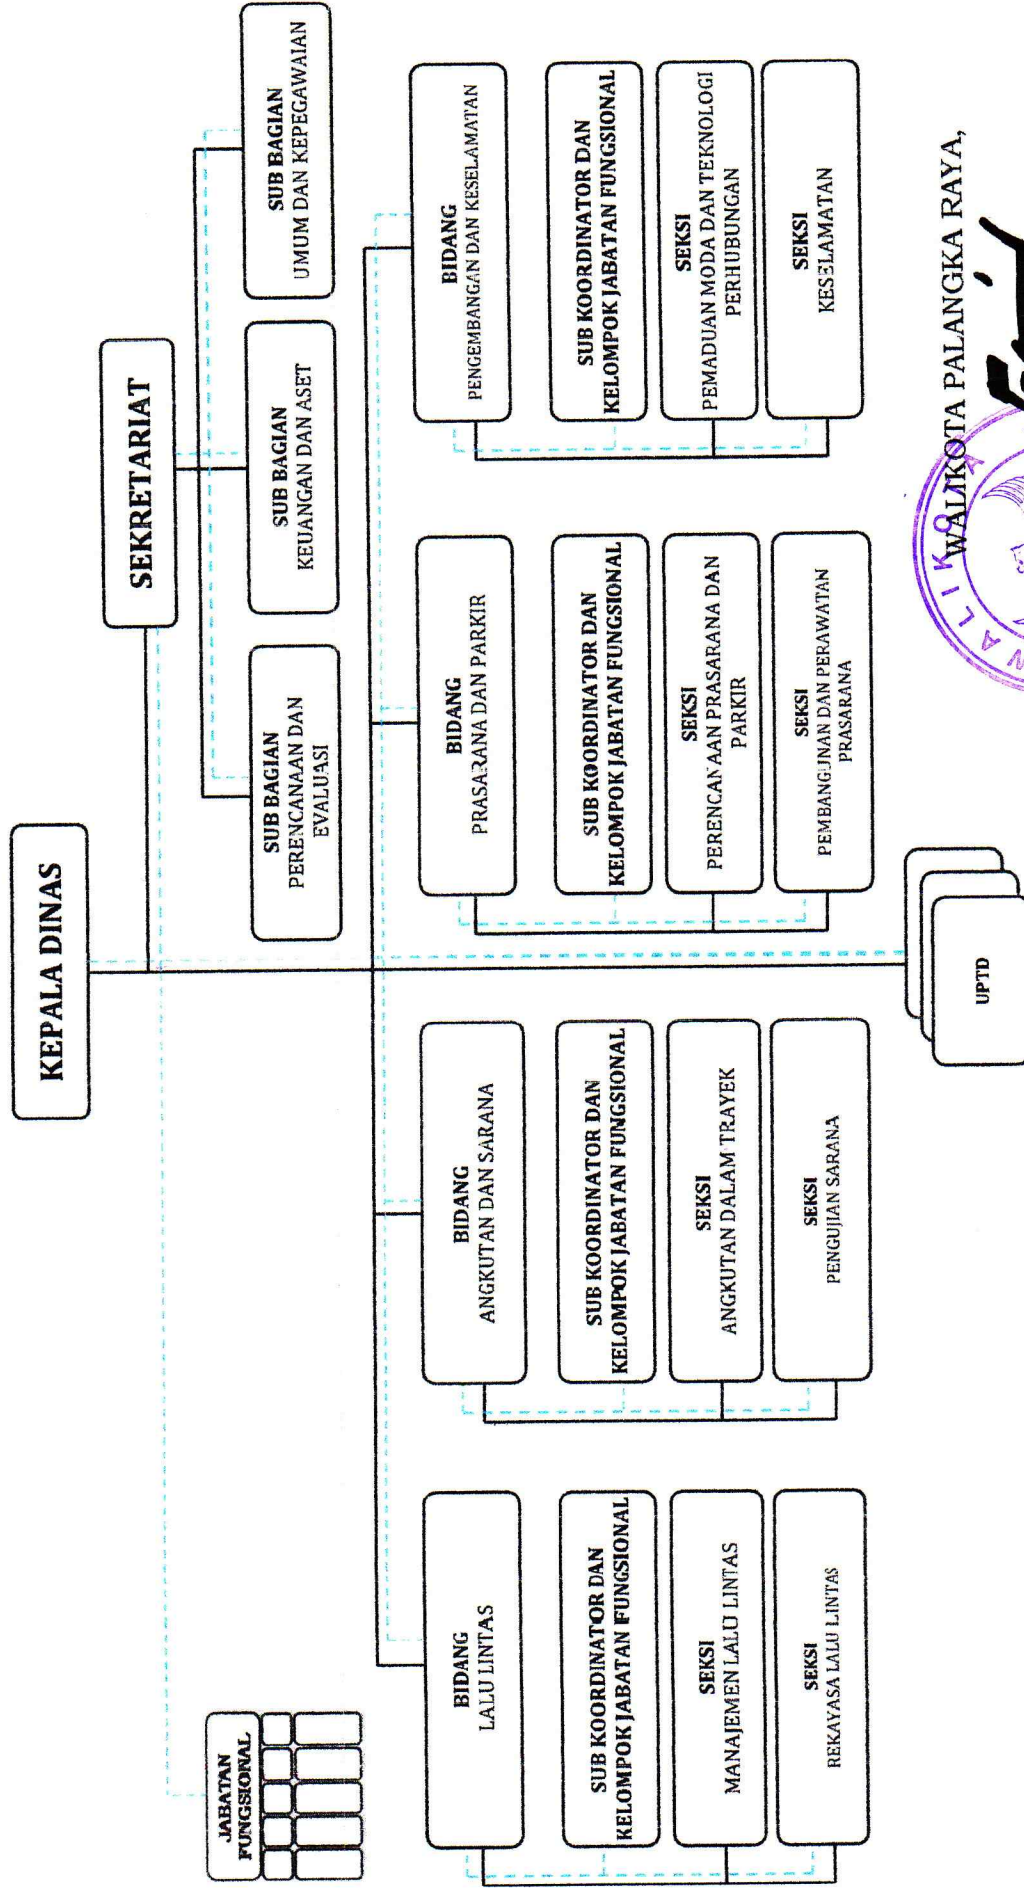 KEPALA DINAS
SEKRETARIAT
JABATAN
FUNGSIONAL
SUB BAGIAN
PERENCANAAN DAN
EVALUASI
SUB BAGIAN
KEUANGAN DAN ASET
SUB BAGIAN
UMUM DAN KEPEGAWAIAN
BIDANG
LALU LINTAS
SUB KOORDINATOR DAN
KELOMPOK JABATAN FUNGSIONAL
SEKSI
MANAJEMEN LALU LINTAS
SEKSI
REKAYASA LALU LINTAS
BIDANG
ANGKUTAN DAN SARANA
SUB KOORDINATOR DAN
KELOMPOK JABATAN FUNGSIONAL
SEKSI
ANGKUTAN DALAM TRAYEK
SEKSI
PENGUJIAN SARANA
BIDANG
PRASARANA DAN PARKIR
SUB KOORDINATOR DAN
KELOMPOK JABATAN FUNGSIONAL
SEKSI
PERENCANAAN PRASARANA DAN
PARKIR
SEKSI
PEMBANGUNAN DAN PERAWATAN
PRASARANA
BIDANG
PENGEMBANGAN DAN KESELAMATAN
SUB KOORDINATOR DAN
KELOMPOK JABATAN FUNGSIONAL
SEKSI
PEMADUAN MODA DAN TEKNOLOGI
PERHUBUNGAN
SEKSI
KESELAMATAN
UPTD
WALIKOTA PALANGKA RAYA,
WALIKOTA